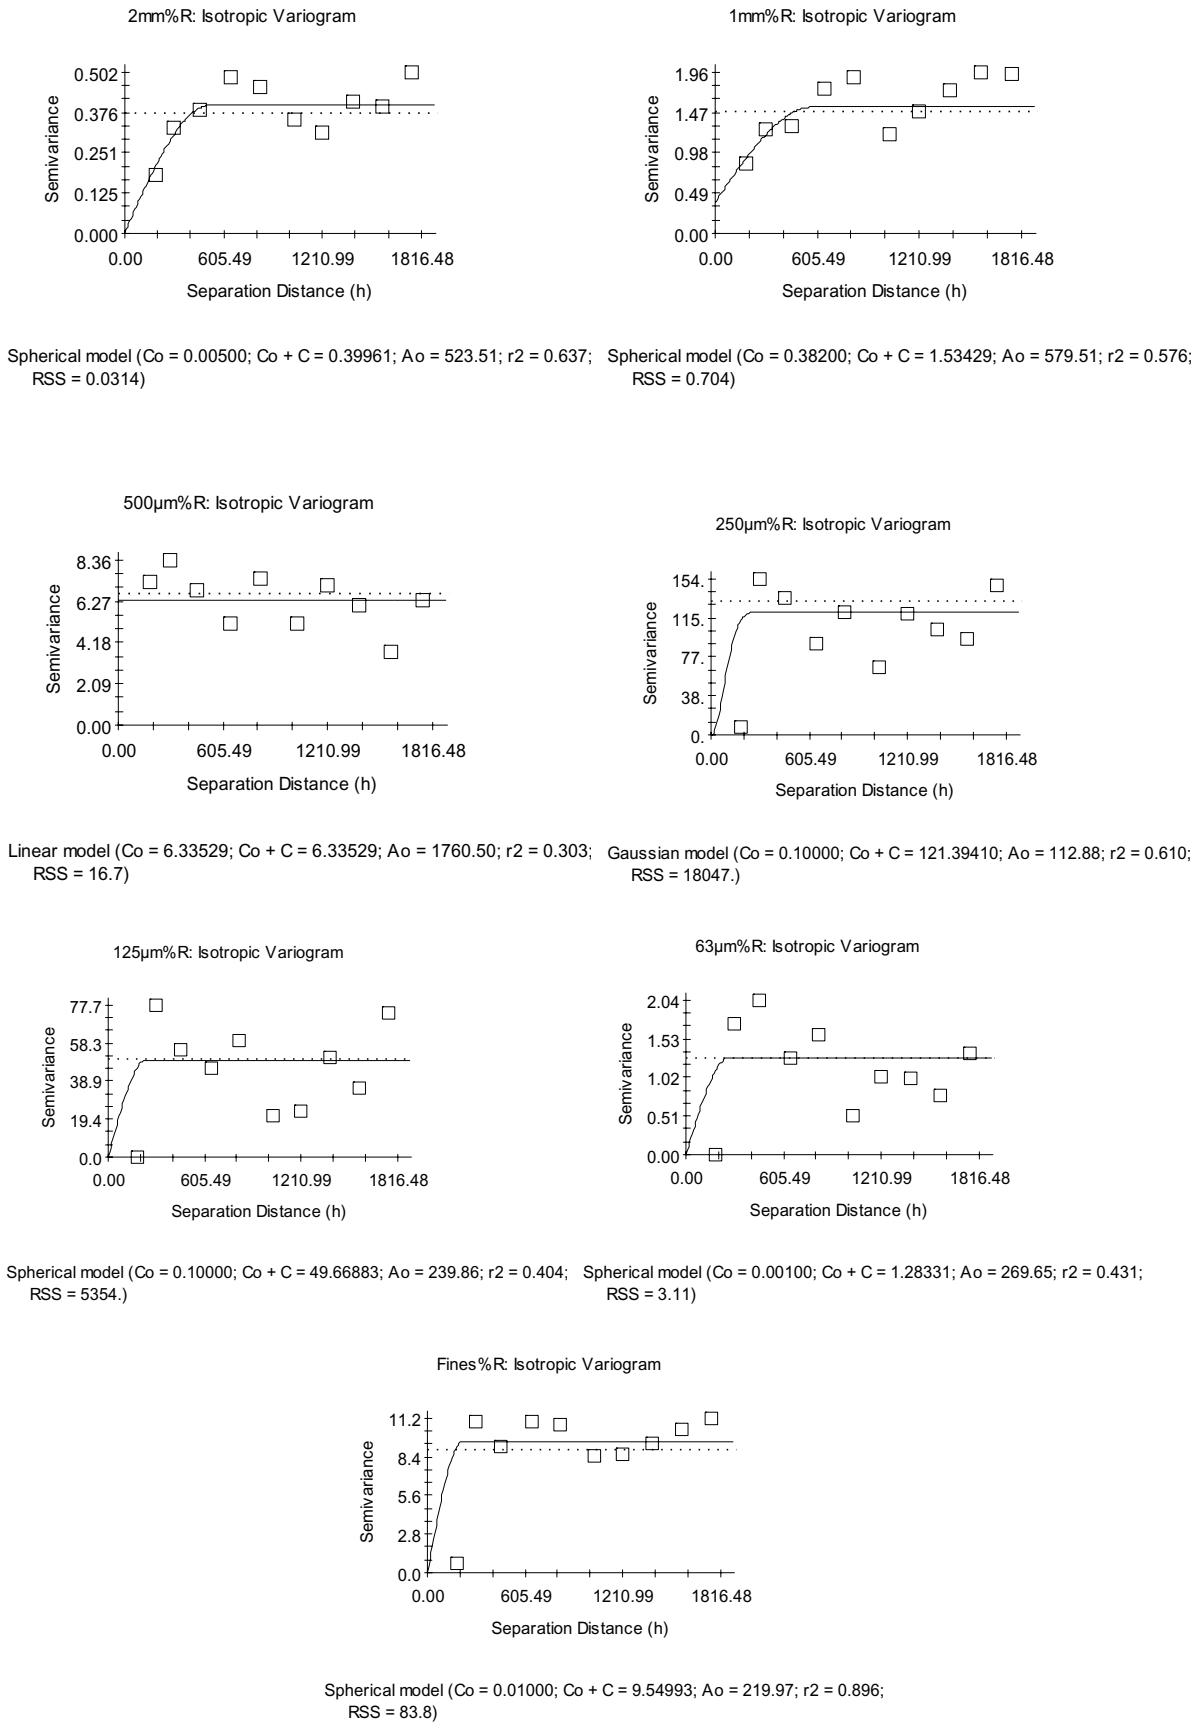 2mm%R: Isotropic Variogram
0.502
0.376
0.251
0.125
0.000
Semivariance
0.00 605.49 1210.99 1816.48
Separation Distance (h)
Spherical model (Co = 0.00500; Co + C = 0.39961; Ao = 523.51; r2 = 0.637;
RSS = 0.0314)
1mm%R: Isotropic Variogram
1.96
1.47
0.98
0.49
0.00
Semivariance
0.00 605.49 1210.99 1816.48
Separation Distance (h)
Spherical model (Co = 0.38200; Co + C = 1.53429; Ao = 579.51; r2 = 0.576;
RSS = 0.704)
500µm%R: Isotropic Variogram
8.36
6.27
4.18
2.09
0.00
Semivariance
0.00 605.49 1210.99 1816.48
Separation Distance (h)
Linear model (Co = 6.33529; Co + C = 6.33529; Ao = 1760.50; r2 = 0.303;
RSS = 16.7)
250µm%R: Isotropic Variogram
154.
115.
77.
38.
0.
Semivariance
0.00 605.49 1210.99 1816.48
Separation Distance (h)
Gaussian model (Co = 0.10000; Co + C = 121.39410; Ao = 112.88; r2 = 0.610;
RSS = 18047.)
125µm%R: Isotropic Variogram
77.7
58.3
38.9
19.4
0.0
Semivariance
0.00 605.49 1210.99 1816.48
Separation Distance (h)
Spherical model (Co = 0.10000; Co + C = 49.66883; Ao = 239.86; r2 = 0.404;
RSS = 5354.)
63µm%R: Isotropic Variogram
2.04
1.53
1.02
0.51
0.00
Semivariance
0.00 605.49 1210.99 1816.48
Separation Distance (h)
Spherical model (Co = 0.00100; Co + C = 1.28331; Ao = 269.65; r2 = 0.431;
RSS = 3.11)
Fines%R: Isotropic Variogram
11.2
8.4
5.6
2.8
0.0
Semivariance
0.00 605.49 1210.99 1816.48
Separation Distance (h)
Spherical model (Co = 0.01000; Co + C = 9.54993; Ao = 219.97; r2 = 0.896;
RSS = 83.8)